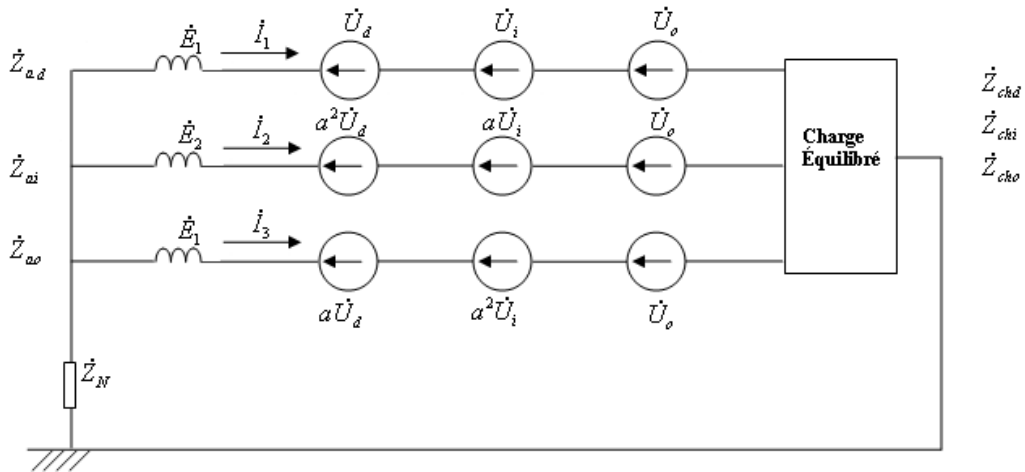 U̇_d U̇_i U̇_o
Ė_1 İ_1
Ż_ad
Ż_chd
a²U̇_d aU̇_i U̇_o
Ė_2 İ_2
Ż_chi
Charge
Équilibré
Ż_ai
Ż_cho
Ė_1 İ_3
Ż_ao
aU̇_d a²U̇_i U̇_o
Ż_N